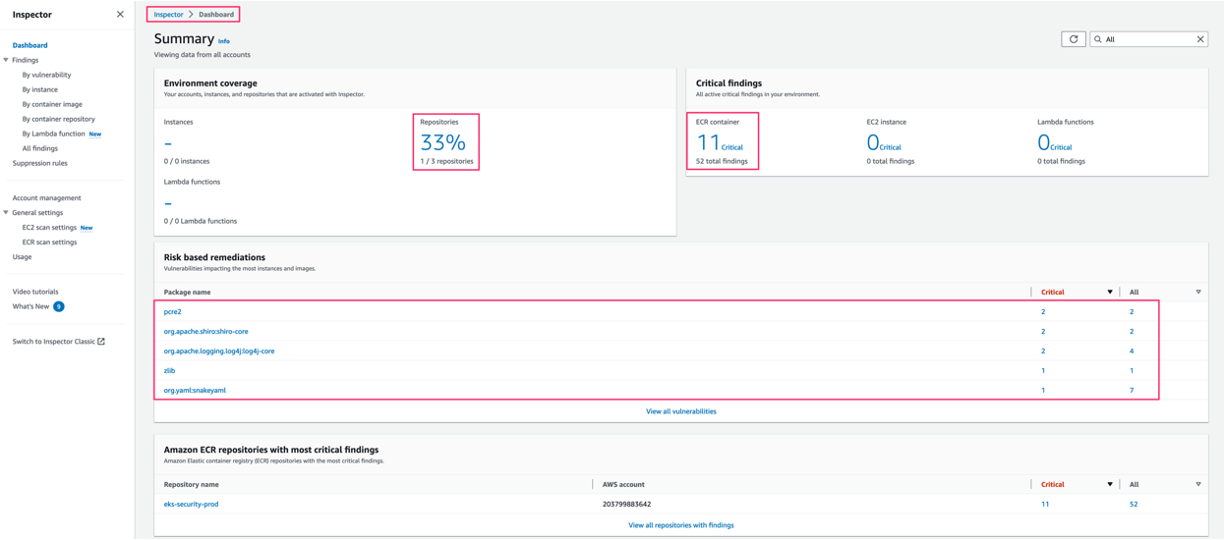 Inspector
Dashboard
Findings
By vulnerability
By instance
By container image
By container repository
By Lambda function New
All findings
Suppression rules
Account management
General settings
EC2 scan settings New
ECR scan settings
Usage
Video tutorials
What's New 9
Switch to Inspector Classic
Inspector > Dashboard
Summary Info
Viewing data from all accounts
All
Environment coverage
Your accounts, instances, and repositories that are activated with Inspector.
Instances
–
0 / 0 instances
Repositories
33%
1 / 3 repositories
Lambda functions
–
0 / 0 Lambda functions
Critical findings
All active critical findings in your environment.
ECR container
11 Critical
52 total findings
EC2 instance
0 Critical
0 total findings
Lambda functions
0 Critical
0 total findings
Risk based remediations
Vulnerabilities impacting the most instances and images.
Package name Critical All
pcre2 2 2
org.apache.shiro:shiro-core 2 2
org.apache.logging.log4j:log4j-core 2 4
zlib 1 1
org.yaml:snakeyaml 1 7
View all vulnerabilities
Amazon ECR repositories with most critical findings
Amazon Elastic container registry (ECR) repositories with the most critical findings.
Repository name AWS account Critical All
eks-security-prod 203799883642 11 52
View all repositories with findings